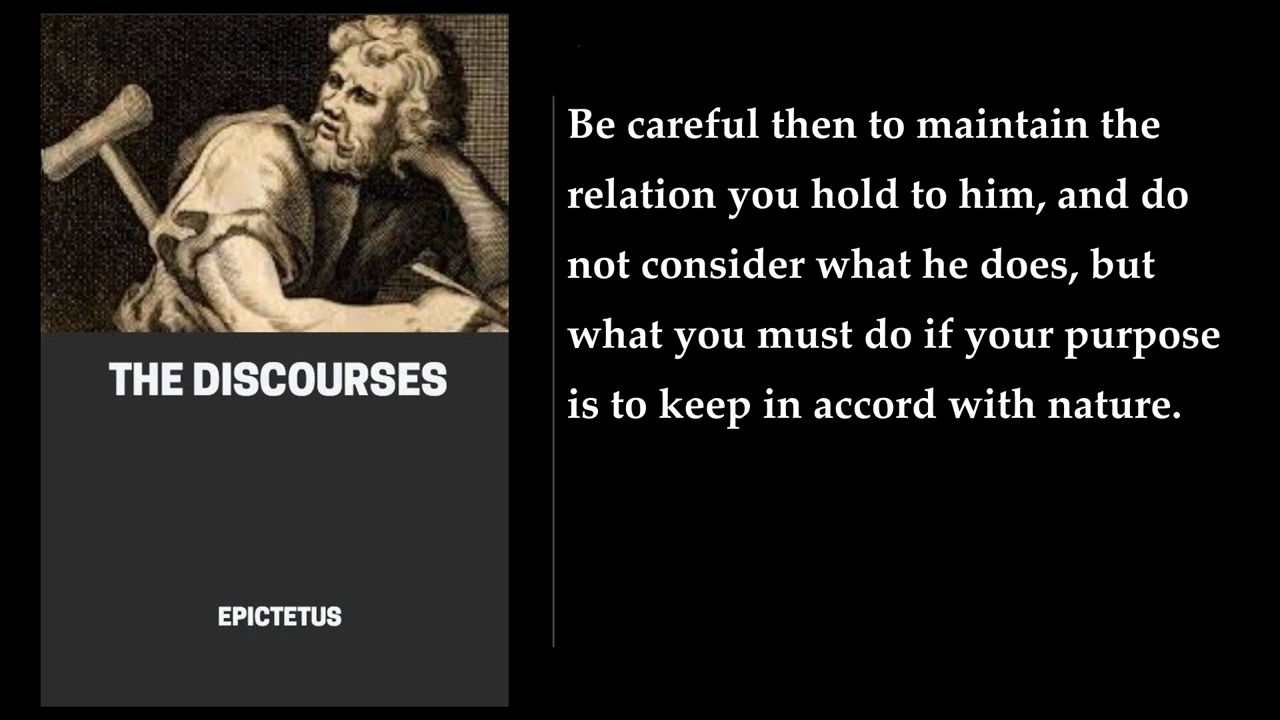 THE DISCOURSES
EPICTETUS
Be careful then to maintain the
relation you hold to him, and do
not consider what he does, but
what you must do if your purpose
is to keep in accord with nature.